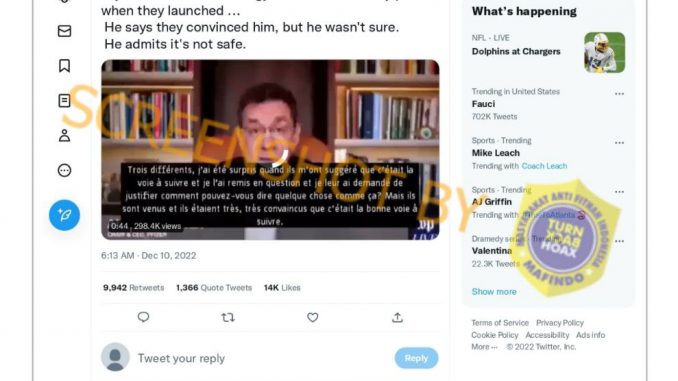 when they launched ...
He says they convinced him, but he wasn't sure.
He admits it's not safe.
Trois différents, j'ai été surpris quand ils m'ont suggéré que c'était la
voie à suivre et je l'ai remis en question et je leur ai demandé de
justifier comment pouvez-vous dire quelque chose comme ça? Mais ils
sont venus et ils étaient très, très convaincus que c'était la bonne voie à
suivre.
0:44 298.4K views
CHAIR & CEO, PFIZER
6:13 AM · Dec 10, 2022
9,942 Retweets 1,366 Quote Tweets 14K Likes
Tweet your reply
Reply
What's happening
NFL · LIVE
Dolphins at Chargers
Trending in United States
Fauci
702K Tweets
Sports · Trending
Mike Leach
Trending with Coach Leach
Sports · Trending
AJ Griffin
Trending with
Dramedy series · Trending
Valentina
22.3K Tweets
Show more
Terms of Service Privacy Policy
Cookie Policy Accessibility Ads info
More ··· © 2022 Twitter, Inc.
SCREENSHOT BY
MASYARAKAT ANTI FITNAH INDONESIA
TURN
BACK
HOAX
MAFINDO